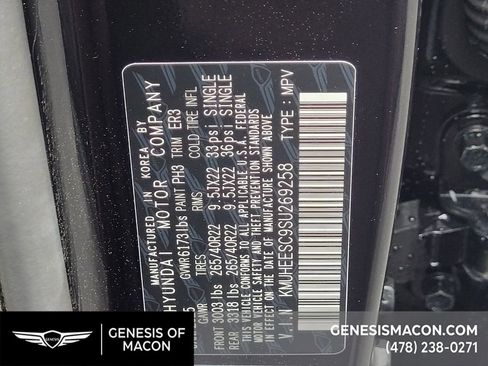 MFD IN KOREA BY
HYUNDAI MOTOR COMPANY
GVWR6173lbs PAINT PH3 TRIM ER3
GAWR TIRES RIMS COLD TIRE INFL
FRONT 3003 lbs 265/40R22 9.5JX22 33psi SINGLE
REAR 3318 lbs 265/40R22 9.5JX22 36psi SINGLE
THIS VEHICLE CONFORMS TO ALL APPLICABLE U.S.A. FEDERAL
MOTOR VEHICLE SAFETY AND THEFT PREVENTION STANDARDS
IN EFFECT ON THE DATE OF MANUFACTURE SHOWN ABOVE
V.I.N KMUHEESC9SU269258 TYPE : MPV
GENESIS
GENESIS OF
MACON
GENESISMACON.COM
(478) 238-0271